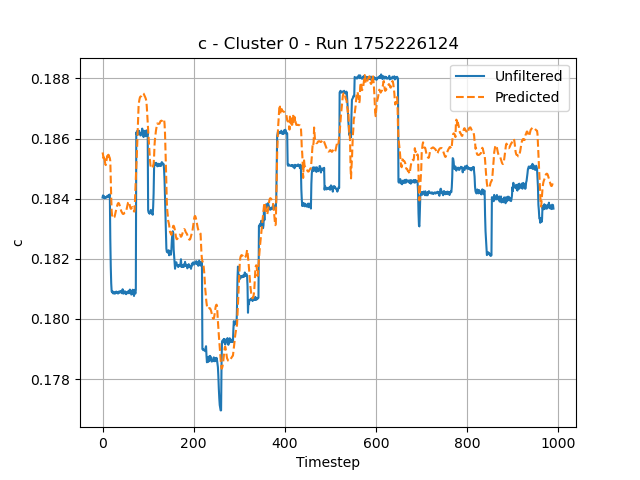 c - Cluster 0 - Run 1752226124
Unfiltered
Predicted
0.188
0.186
0.184
0.182
0.180
0.178
c
0 200 400 600 800 1000
Timestep